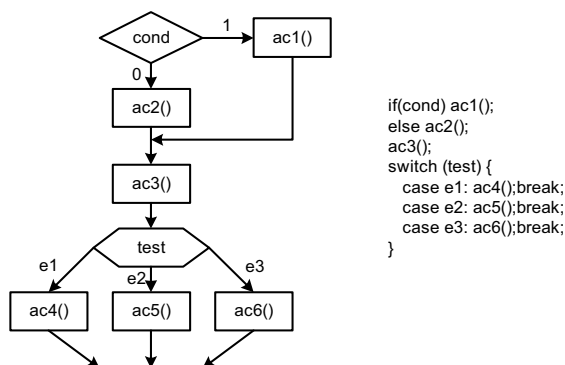 cond
1
ac1()
0
ac2()
ac3()
test
e1
e2
e3
ac4()
ac5()
ac6()
if(cond) ac1();
else ac2();
ac3();
switch (test) {
case e1: ac4();break;
case e2: ac5();break;
case e3: ac6();break;
}